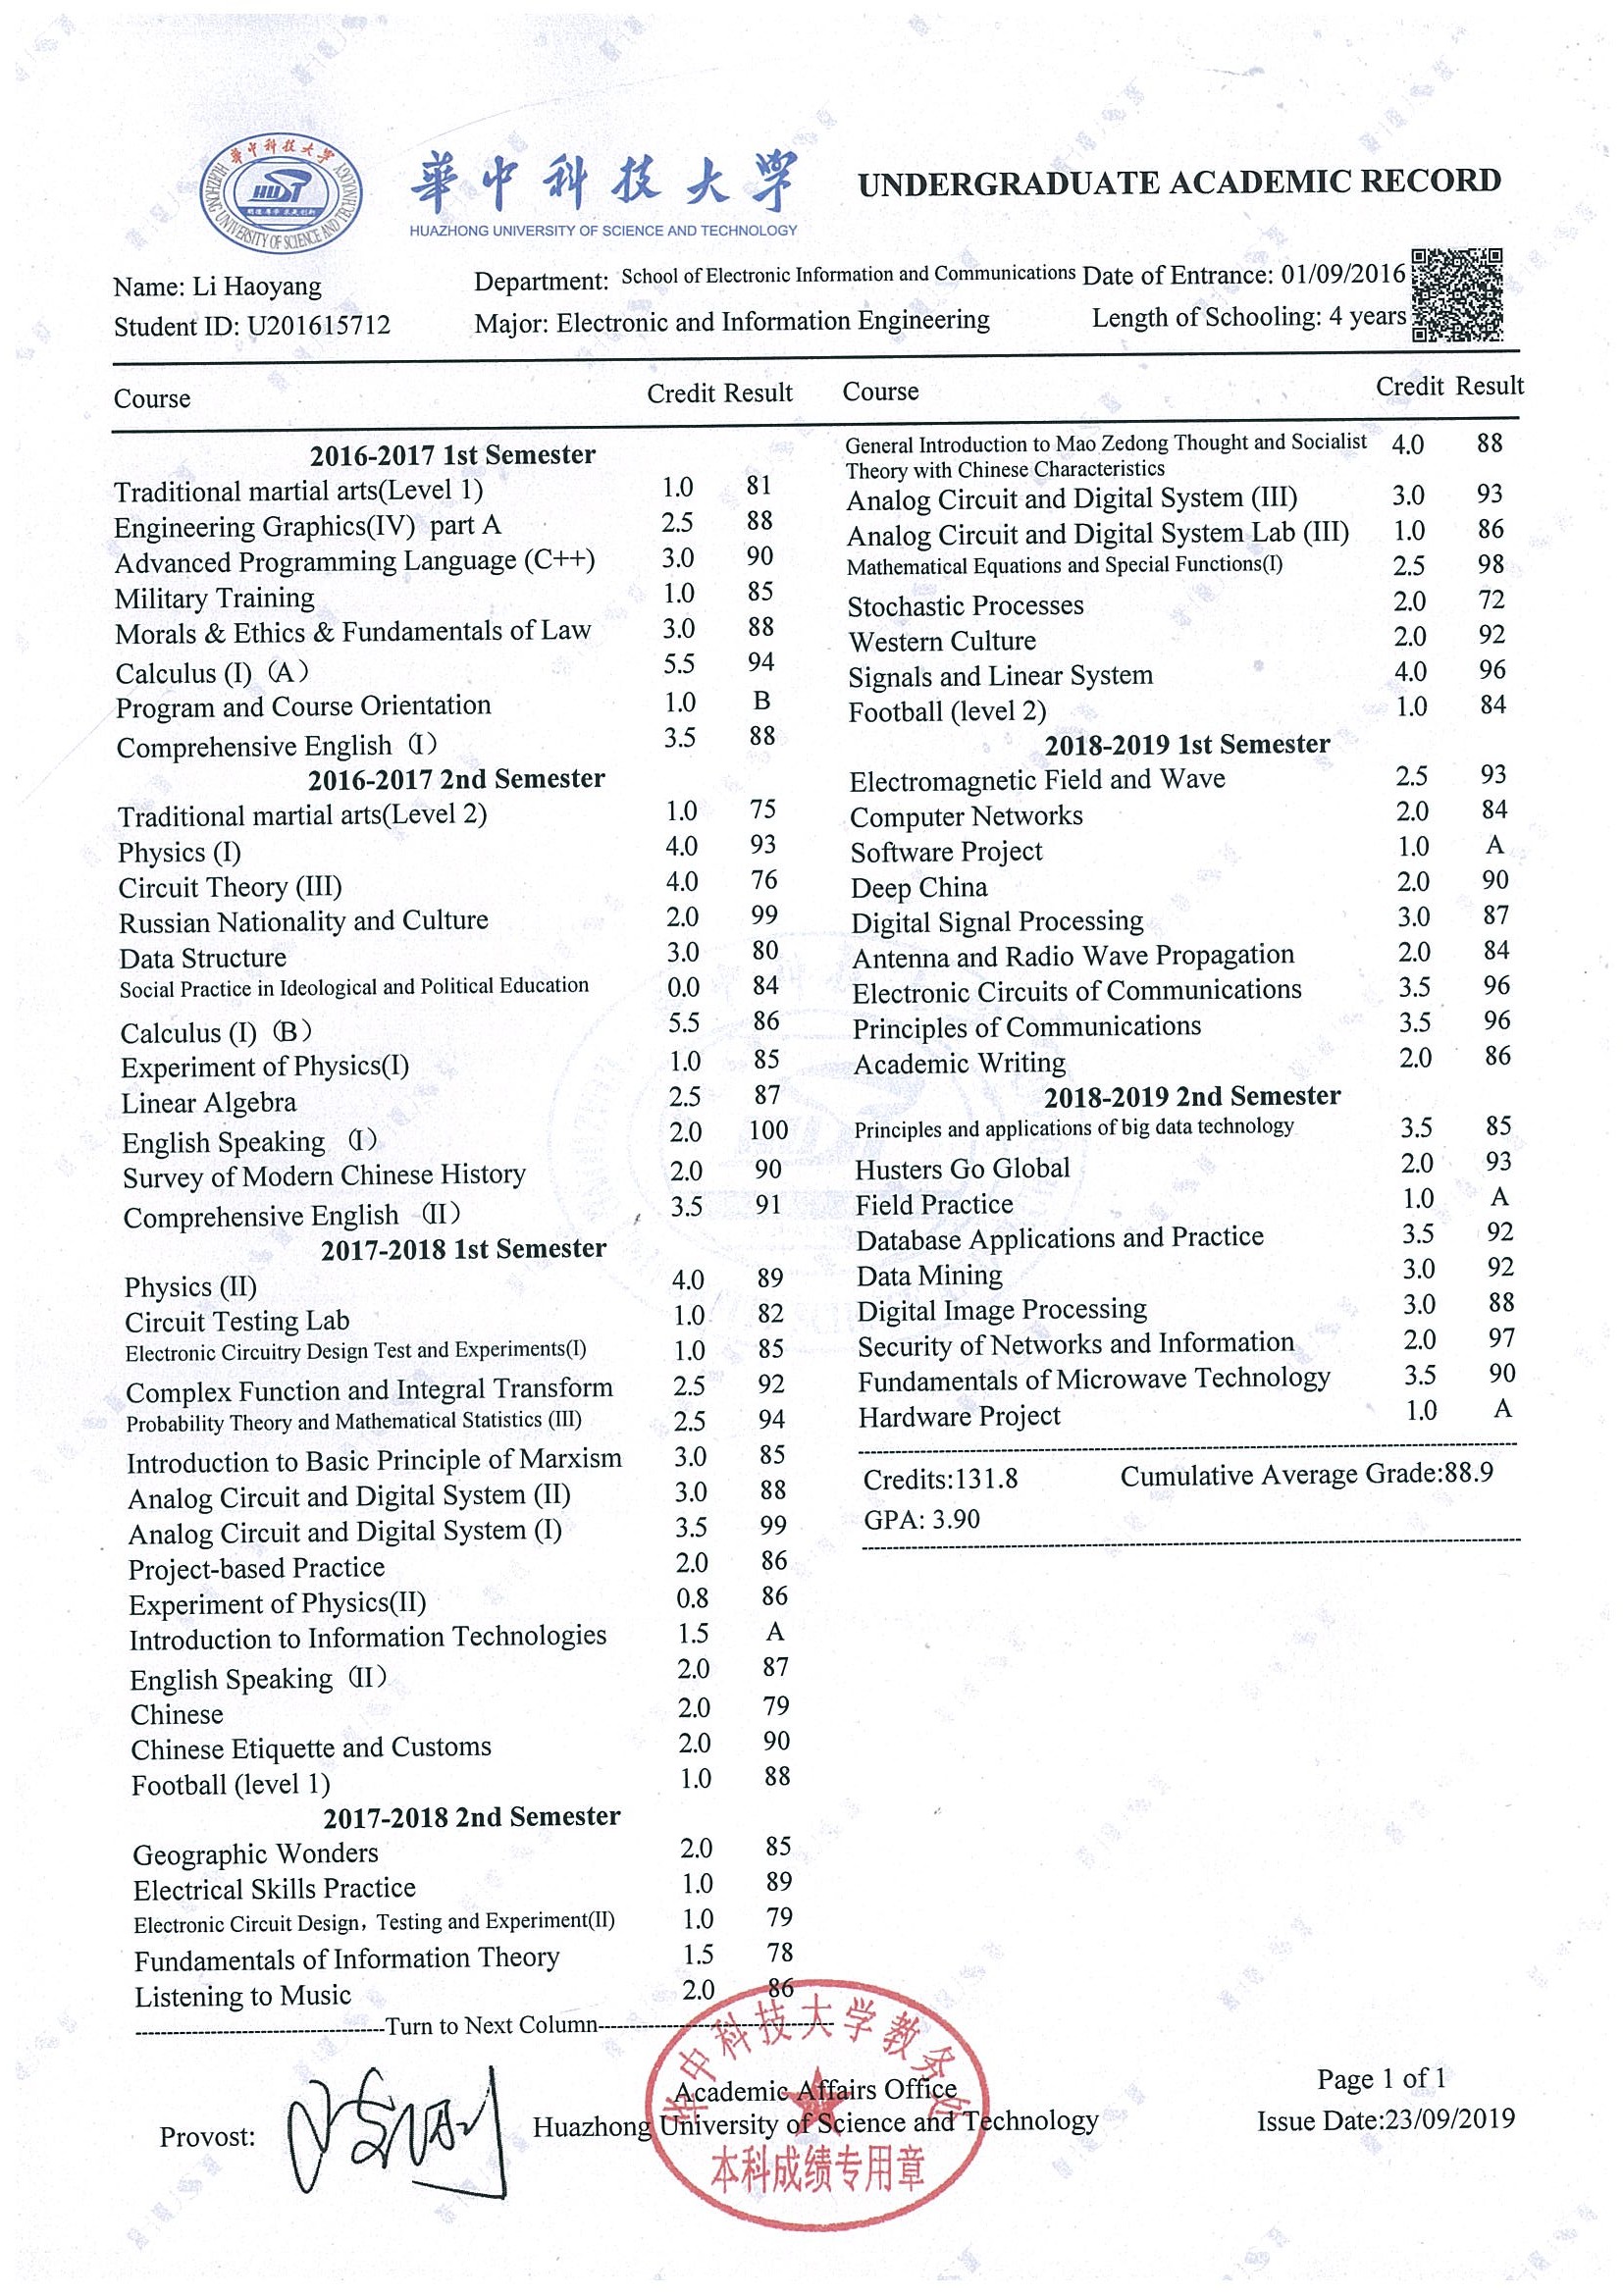 華中科技大學
HUAZHONG UNIVERSITY OF SCIENCE AND TECHNOLOGY
HUST
華中科技大學
HUAZHONG UNIVERSITY OF SCIENCE AND TECHNOLOGY
UNDERGRADUATE ACADEMIC RECORD
Name: Li Haoyang
Student ID: U201615712
Department: School of Electronic Information and Communications
Major: Electronic and Information Engineering
Date of Entrance: 01/09/2016
Length of Schooling: 4 years
Course Credit Result
2016-2017 1st Semester
Traditional martial arts(Level 1) 1.0 81
Engineering Graphics(IV) part A 2.5 88
Advanced Programming Language (C++) 3.0 90
Military Training 1.0 85
Morals & Ethics & Fundamentals of Law 3.0 88
Calculus (I)（A） 5.5 94
Program and Course Orientation 1.0 B
Comprehensive English（I） 3.5 88
2016-2017 2nd Semester
Traditional martial arts(Level 2) 1.0 75
Physics (I) 4.0 93
Circuit Theory (III) 4.0 76
Russian Nationality and Culture 2.0 99
Data Structure 3.0 80
Social Practice in Ideological and Political Education 0.0 84
Calculus (I)（B） 5.5 86
Experiment of Physics(I) 1.0 85
Linear Algebra 2.5 87
English Speaking （I） 2.0 100
Survey of Modern Chinese History 2.0 90
Comprehensive English （II） 3.5 91
2017-2018 1st Semester
Physics (II) 4.0 89
Circuit Testing Lab 1.0 82
Electronic Circuitry Design Test and Experiments(I) 1.0 85
Complex Function and Integral Transform 2.5 92
Probability Theory and Mathematical Statistics (III) 2.5 94
Introduction to Basic Principle of Marxism 3.0 85
Analog Circuit and Digital System (II) 3.0 88
Analog Circuit and Digital System (I) 3.5 99
Project-based Practice 2.0 86
Experiment of Physics(II) 0.8 86
Introduction to Information Technologies 1.5 A
English Speaking（II） 2.0 87
Chinese 2.0 79
Chinese Etiquette and Customs 2.0 90
Football (level 1) 1.0 88
2017-2018 2nd Semester
Geographic Wonders 2.0 85
Electrical Skills Practice 1.0 89
Electronic Circuit Design，Testing and Experiment(II) 1.0 79
Fundamentals of Information Theory 1.5 78
Listening to Music 2.0 86
Turn to Next Column
Course Credit Result
General Introduction to Mao Zedong Thought and Socialist 4.0 88
Theory with Chinese Characteristics
Analog Circuit and Digital System (III) 3.0 93
Analog Circuit and Digital System Lab (III) 1.0 86
Mathematical Equations and Special Functions(I) 2.5 98
Stochastic Processes 2.0 72
Western Culture 2.0 92
Signals and Linear System 4.0 96
Football (level 2) 1.0 84
2018-2019 1st Semester
Electromagnetic Field and Wave 2.5 93
Computer Networks 2.0 84
Software Project 1.0 A
Deep China 2.0 90
Digital Signal Processing 3.0 87
Antenna and Radio Wave Propagation 2.0 84
Electronic Circuits of Communications 3.5 96
Principles of Communications 3.5 96
Academic Writing 2.0 86
2018-2019 2nd Semester
Principles and applications of big data technology 3.5 85
Husters Go Global 2.0 93
Field Practice 1.0 A
Database Applications and Practice 3.5 92
Data Mining 3.0 92
Digital Image Processing 3.0 88
Security of Networks and Information 2.0 97
Fundamentals of Microwave Technology 3.5 90
Hardware Project 1.0 A
Credits:131.8 Cumulative Average Grade:88.9
GPA: 3.90
Provost:
Academic Affairs Office
Huazhong University of Science and Technology
华中科技大学教务处
本科成绩专用章
Page 1 of 1
Issue Date:23/09/2019